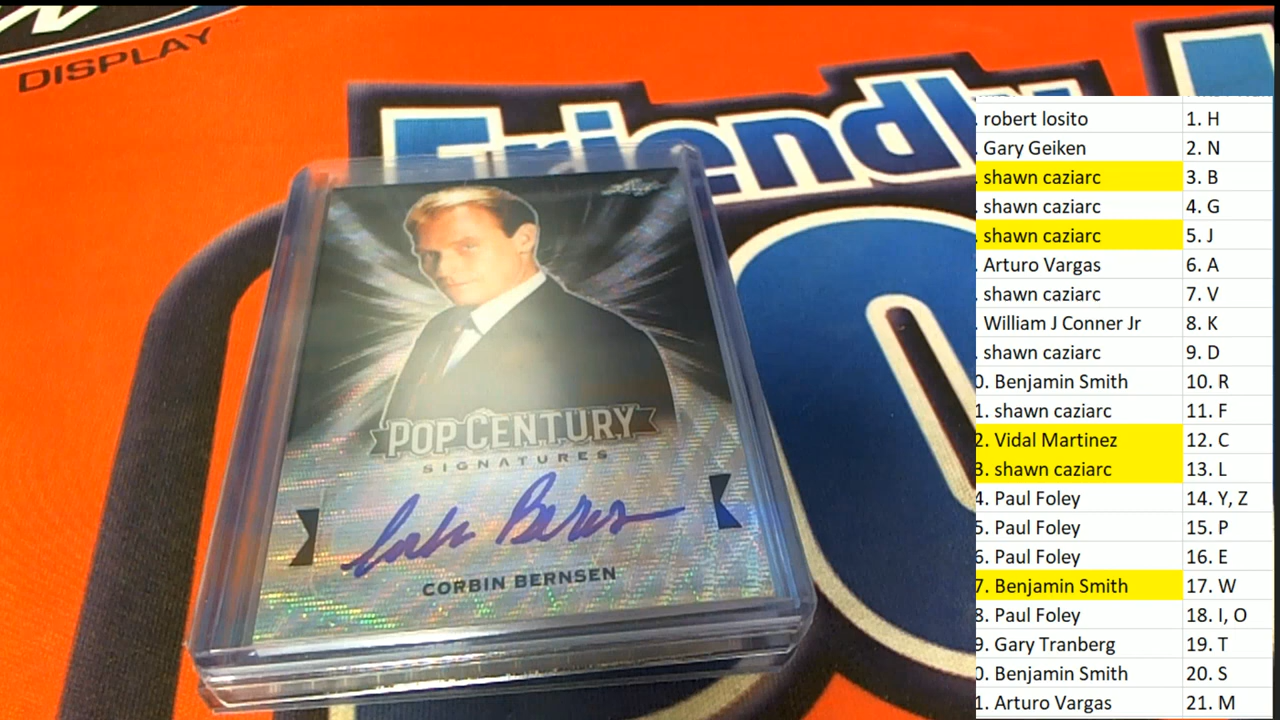 DISPLAY
Friendly
POP CENTURY
SIGNATURES
Corbin Bernsen
CORBIN BERNSEN
. robert losito 1. H
. Gary Geiken 2. N
. shawn caziarc 3. B
. shawn caziarc 4. G
. shawn caziarc 5. J
. Arturo Vargas 6. A
. shawn caziarc 7. V
. William J Conner Jr 8. K
. shawn caziarc 9. D
0. Benjamin Smith 10. R
1. shawn caziarc 11. F
2. Vidal Martinez 12. C
3. shawn caziarc 13. L
4. Paul Foley 14. Y, Z
5. Paul Foley 15. P
6. Paul Foley 16. E
7. Benjamin Smith 17. W
8. Paul Foley 18. I, O
9. Gary Tranberg 19. T
0. Benjamin Smith 20. S
1. Arturo Vargas 21. M